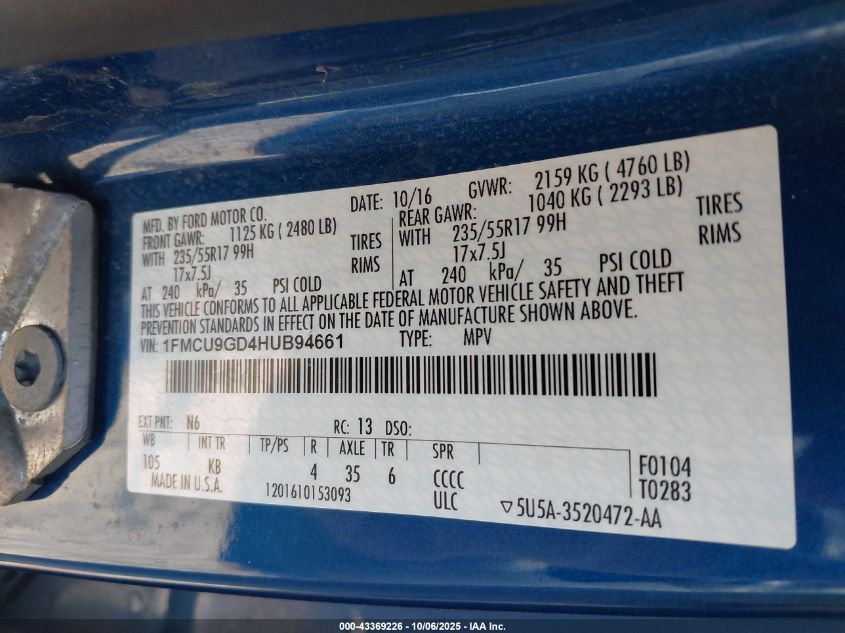 MFD. BY FORD MOTOR CO. DATE: 10/16 GVWR: 2159 KG ( 4760 LB)
FRONT GAWR: 1125 KG ( 2480 LB) REAR GAWR: 1040 KG ( 2293 LB)
WITH 235/55R17 99H TIRES WITH 235/55R17 99H TIRES
17x7.5J RIMS 17x7.5J RIMS
AT 240 kPa/ 35 PSI COLD AT 240 kPa/ 35 PSI COLD
THIS VEHICLE CONFORMS TO ALL APPLICABLE FEDERAL MOTOR VEHICLE SAFETY AND THEFT
PREVENTION STANDARDS IN EFFECT ON THE DATE OF MANUFACTURE SHOWN ABOVE.
VIN: 1FMCU9GD4HUB94661 TYPE: MPV
EXT PNT: N6 RC: 13 DSO:
WB INT TR TP/PS R AXLE TR SPR
105 KB 4 35 6 CCCC F0104
MADE IN U.S.A. ULC T0283
1201610153093 ▽5U5A-3520472-AA
000-43369226 - 10/06/2025 - IAA Inc.